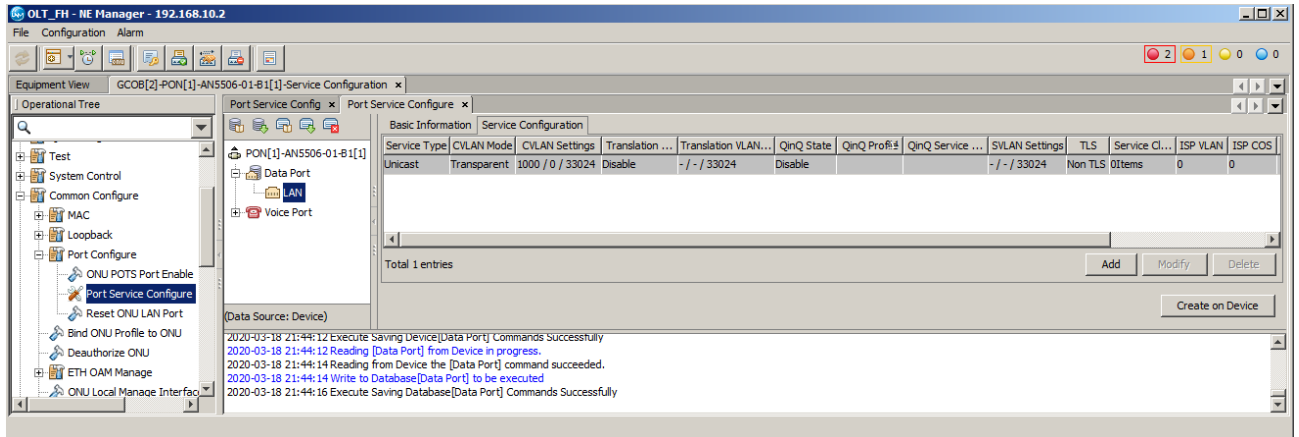 OLT_FH - NE Manager - 192.168.10.2
File Configuration Alarm
2 1 0 0
Equipment View GCOB[2]-PON[1]-AN5506-01-B1[1]-Service Configuration
Operational Tree
Test
System Control
Common Configure
MAC
Loopback
Port Configure
ONU POTS Port Enable
Port Service Configure
Reset ONU LAN Port
Bind ONU Profile to ONU
Deauthorize ONU
ETH OAM Manage
ONU Local Manage Interfac
Port Service Config Port Service Configure
PON[1]-AN5506-01-B1[1]
Data Port
LAN
Voice Port
(Data Source: Device)
Basic Information Service Configuration
Service Type CVLAN Mode CVLAN Settings Translation ... Translation VLAN... QinQ State QinQ Profi... QinQ Service ... SVLAN Settings TLS Service Cl... ISP VLAN ISP COS
Unicast Transparent 1000 / 0 / 33024 Disable - / - / 33024 Disable - / - / 33024 Non TLS 0Items 0 0
Total 1 entries
Add Modify Delete
Create on Device
2020-03-18 21:44:12 Execute Saving Device[Data Port] Commands Successfully
2020-03-18 21:44:12 Reading [Data Port] from Device in progress.
2020-03-18 21:44:14 Reading from Device the [Data Port] command succeeded.
2020-03-18 21:44:14 Write to Database[Data Port] to be executed
2020-03-18 21:44:16 Execute Saving Database[Data Port] Commands Successfully